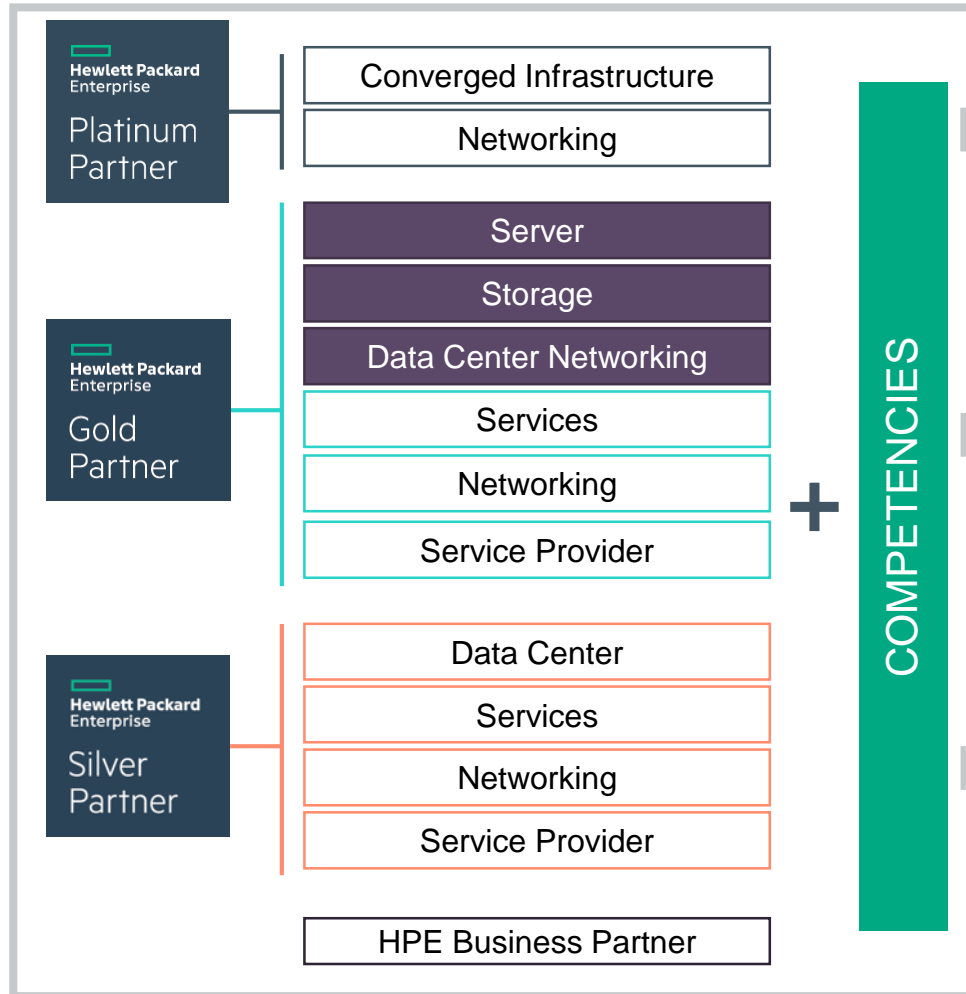 Hewlett Packard
Enterprise
Platinum
Partner
Converged Infrastructure
Networking
Hewlett Packard
Enterprise
Gold
Partner
Server
Storage
Data Center Networking
Services
Networking
Service Provider
Hewlett Packard
Enterprise
Silver
Partner
Data Center
Services
Networking
Service Provider
HPE Business Partner
+
COMPETENCIES